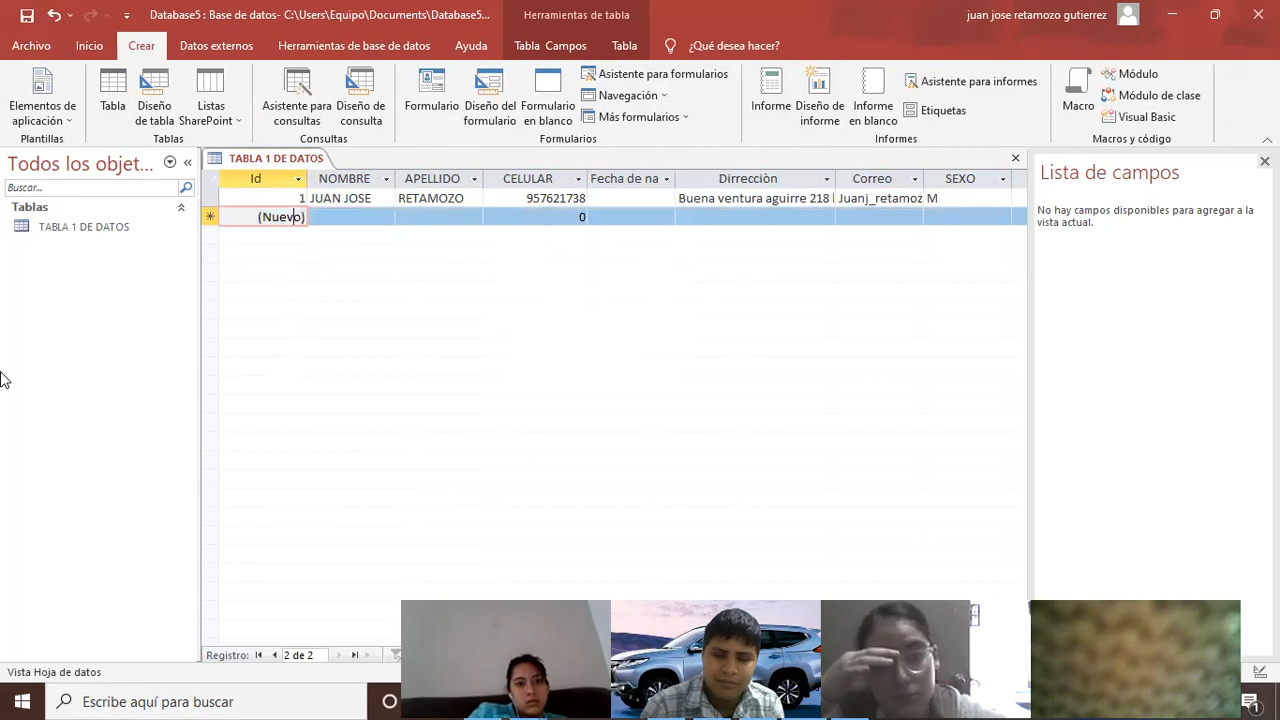 Database5 : Base de datos- C:\Users\Equipo\Documents\Database5...
Herramientas de tabla
juan jose retamozo gutierrez
Archivo Inicio Crear Datos externos Herramientas de base de datos Ayuda Tabla Campos Tabla ¿Qué desea hacer?
Elementos de aplicación
Plantillas
Tabla
Diseño de tabla
Listas SharePoint
Tablas
Asistente para consultas
Diseño de consulta
Consultas
Formulario
Diseño del formulario
Formulario en blanco
Asistente para formularios
Navegación
Más formularios
Formularios
Informe
Diseño de informe
Informe en blanco
Asistente para informes
Etiquetas
Informes
Macro
Módulo
Módulo de clase
Visual Basic
Macros y código
Todos los objet...
Buscar...
Tablas
TABLA 1 DE DATOS
TABLA 1 DE DATOS
Id NOMBRE APELLIDO CELULAR Fecha de na Dirrecciòn Correo SEXO
1 JUAN JOSE RETAMOZO 957621738 Buena ventura aguirre 218 Juanj_retamoz M
(Nuevo) 0
Lista de campos
No hay campos disponibles para agregar a la
vista actual.
Registro: 2 de 2
Vista Hoja de datos
Escribe aquí para buscar
1